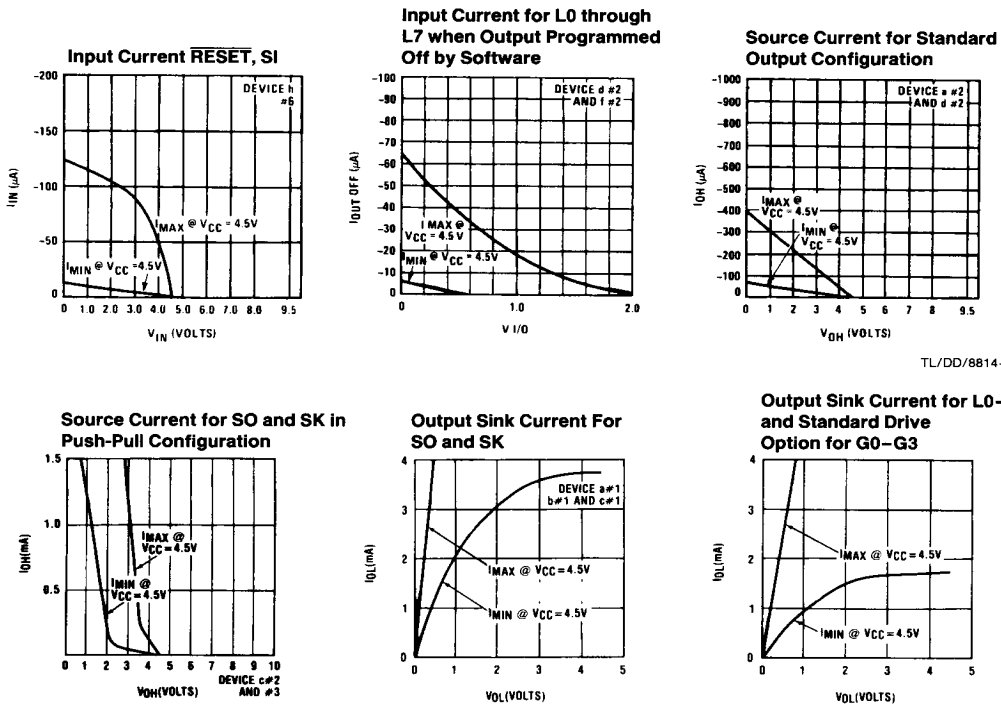 Input Current RESET, SI
-200
-150
-100
-50
0
IIN (μA)
DEVICE h
#6
IMAX @ VCC = 4.5V
IMIN @ VCC = 4.5V
0 1.0 2.0 3.0 4.0 5.0 6.0 9.5
VIN (VOLTS)
Input Current for L0 through
L7 when Output Programmed
Off by Software
-100
-90
-80
-70
-60
-50
-40
-30
-20
-10
0
IOUT OFF (μA)
DEVICE d #2
AND f #2
I MAX @
VCC = 4.5V
IMIN @ VCC = 4.5V
0 1.0 2.0
V I/O
Source Current for Standard
Output Configuration
-1000
-900
-800
-700
-600
-500
-400
-300
-200
-100
0
IOH (μA)
DEVICE a #2
AND d #2
IMAX @
VCC = 4.5V
IMIN @
VCC = 4.5V
0 1 2 3 4 5 6 9.5
VOH (VOLTS)
TL/DD/8814-
Source Current for SO and SK in
Push-Pull Configuration
1.5
1.0
0.5
IOH(mA)
IMAX @
VCC = 4.5V
IMIN @
VCC = 4.5V
0 1 2 3 4 5 6 7 8 9 10
VOH(VOLTS)
DEVICE c#2
AND #3
Output Sink Current For
SO and SK
4
3
2
1
0
IOL(mA)
DEVICE a#1
b#1 AND c#1
IMAX @ VCC = 4.5V
IMIN @ VCC = 4.5V
0 1 2 3 4 5
VOL(VOLTS)
Output Sink Current for L0-
and Standard Drive
Option for G0–G3
4
3
2
1
0
IOL(mA)
IMAX @ VCC = 4.5V
IMIN @ VCC = 4.5V
0 1 2 3 4 5
VOL(VOLTS)